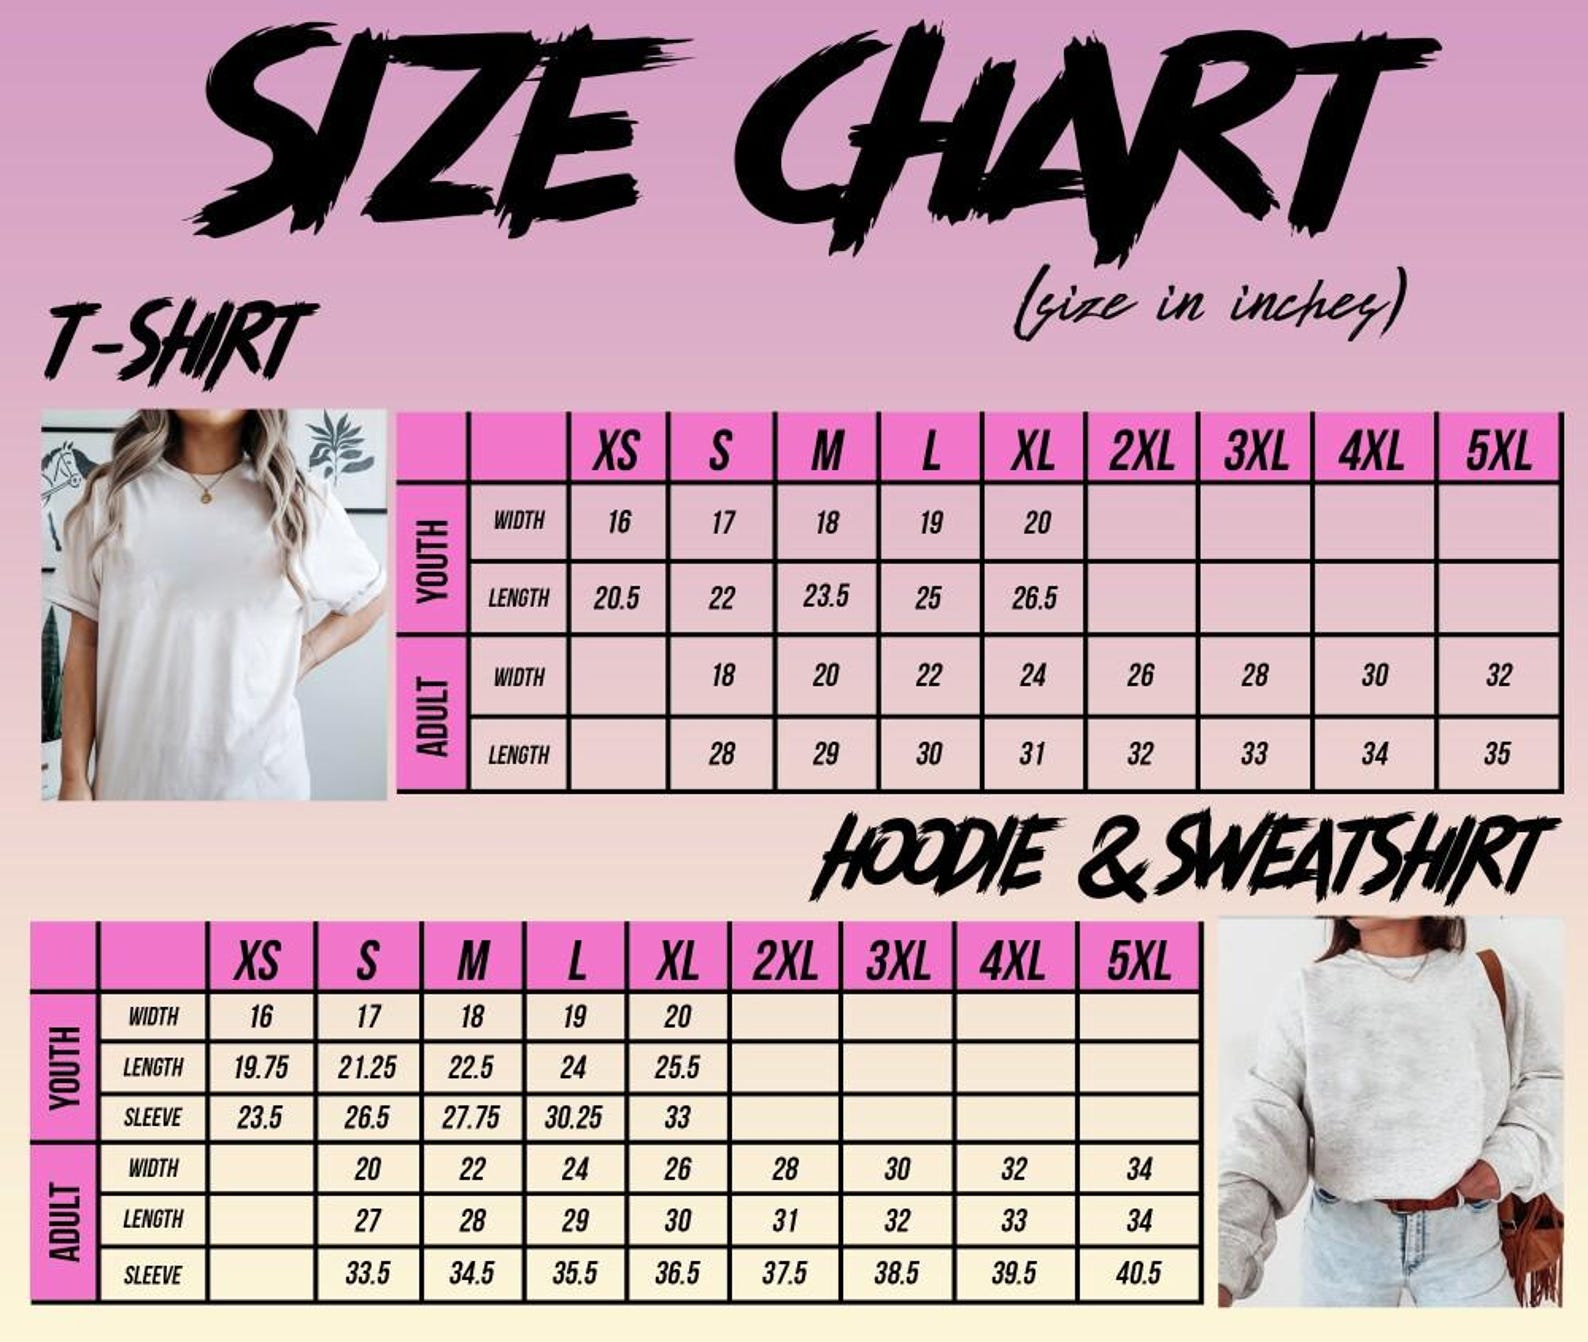 SIZE CHART
(size in inches)
T-SHIRT
XS S M L XL 2XL 3XL 4XL 5XL
YOUTH
WIDTH 16 17 18 19 20
LENGTH 20.5 22 23.5 25 26.5
ADULT
WIDTH 18 20 22 24 26 28 30 32
LENGTH 28 29 30 31 32 33 34 35
HOODIE & SWEATSHIRT
XS S M L XL 2XL 3XL 4XL 5XL
YOUTH
WIDTH 16 17 18 19 20
LENGTH 19.75 21.25 22.5 24 25.5
SLEEVE 23.5 26.5 27.75 30.25 33
ADULT
WIDTH 20 22 24 26 28 30 32 34
LENGTH 27 28 29 30 31 32 33 34
SLEEVE 33.5 34.5 35.5 36.5 37.5 38.5 39.5 40.5